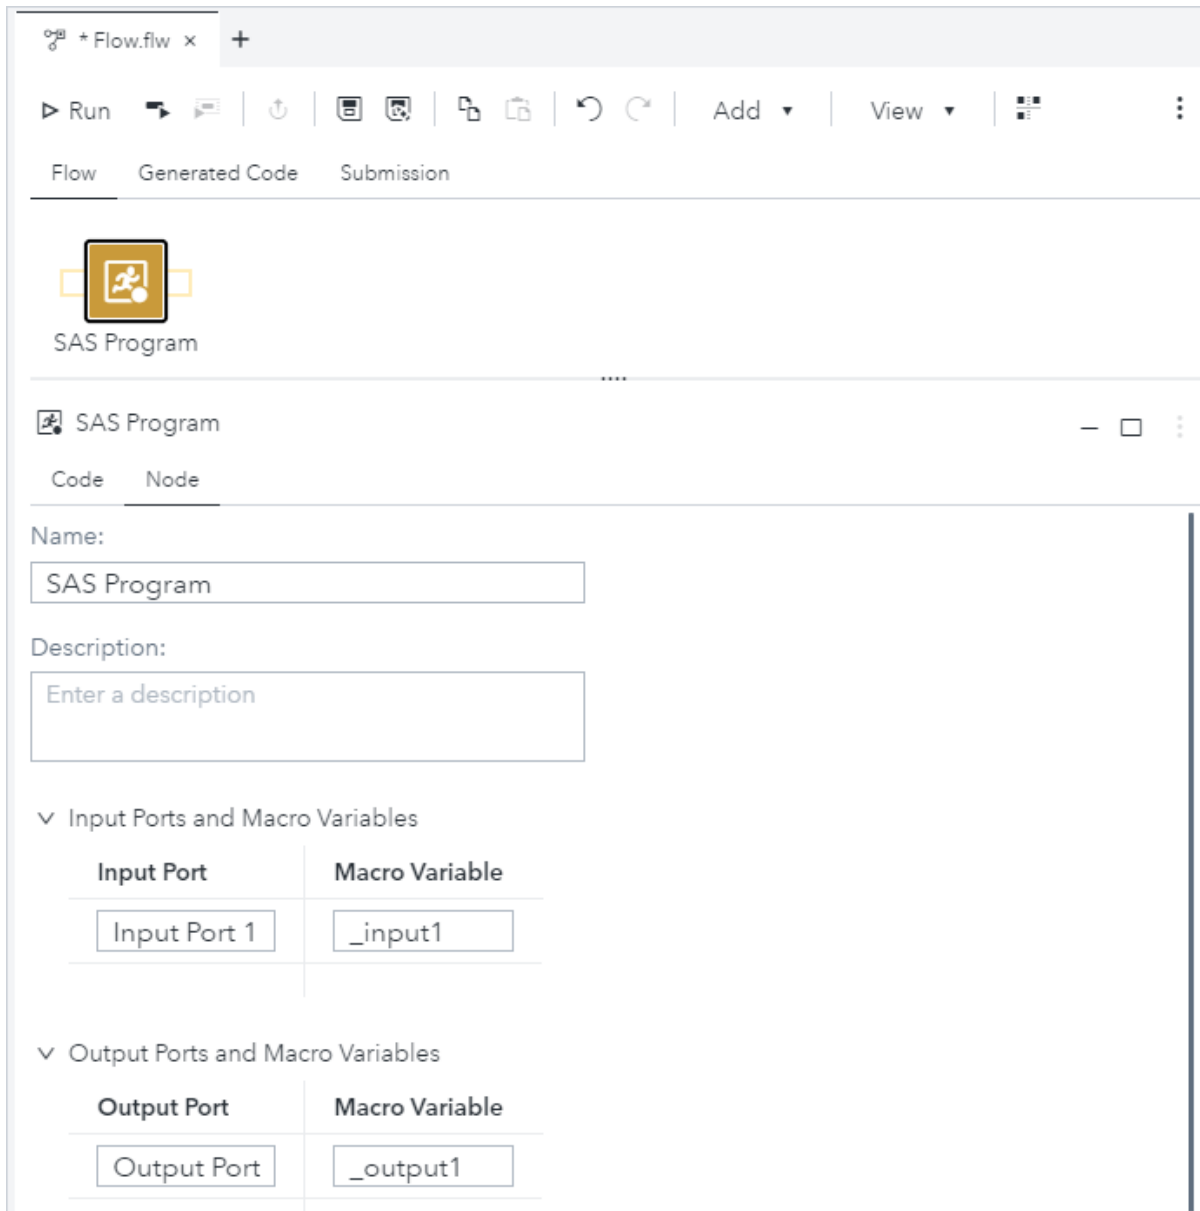 * Flow.flw × +
Run Add View
Flow Generated Code Submission
SAS Program
SAS Program
Code Node
Name:
SAS Program
Description:
Enter a description
Input Ports and Macro Variables
Input Port Macro Variable
Input Port 1 _input1
Output Ports and Macro Variables
Output Port Macro Variable
Output Port _output1